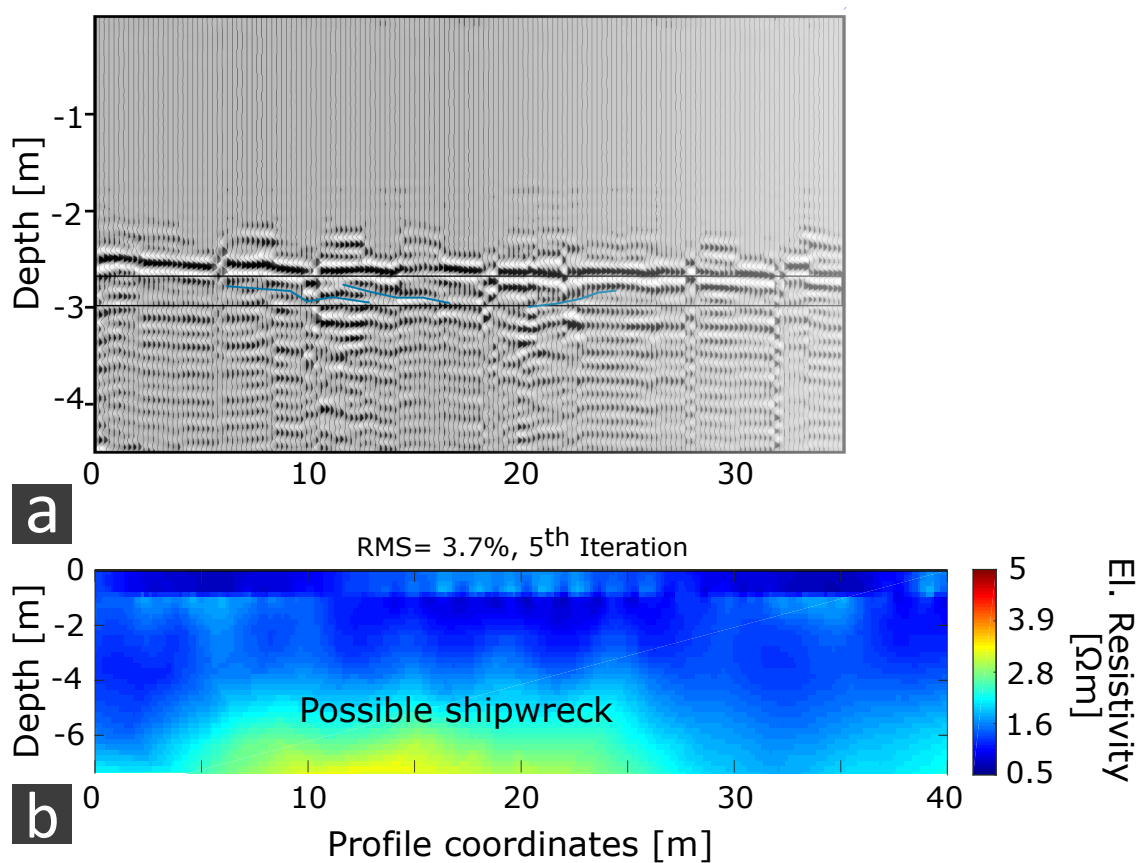 Depth [m]
-1
-2
-3
-4
0 10 20 30
a
RMS= 3.7%, 5th Iteration
Depth [m]
0
-2
-4
-6
Possible shipwreck
0 10 20 30 40
b
Profile coordinates [m]
5
3.9
2.8
1.6
0.5
El. Resistivity
[Ωm]